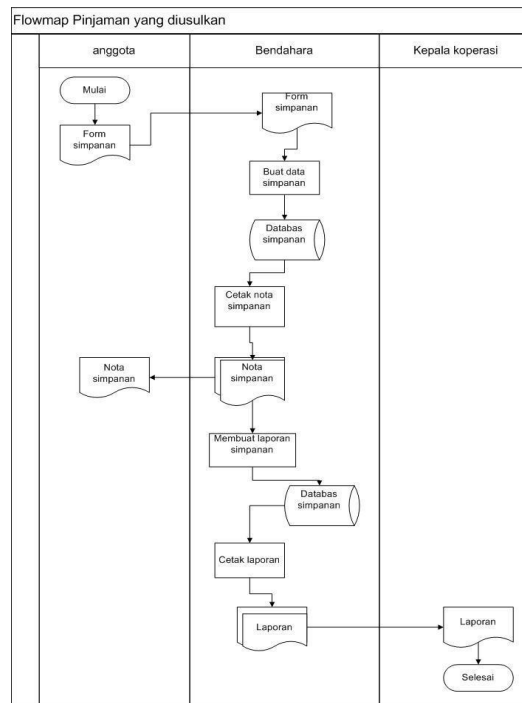 Flowmap Pinjaman yang diusulkan
anggota
Bendahara
Kepala koperasi
Mulai
Form
simpanan
Form
simpanan
Buat data
simpanan
Databas
simpanan
Cetak nota
simpanan
Nota
simpanan
Nota
simpanan
Membuat laporan
simpanan
Databas
simpanan
Cetak laporan
Laporan
Laporan
Selesai